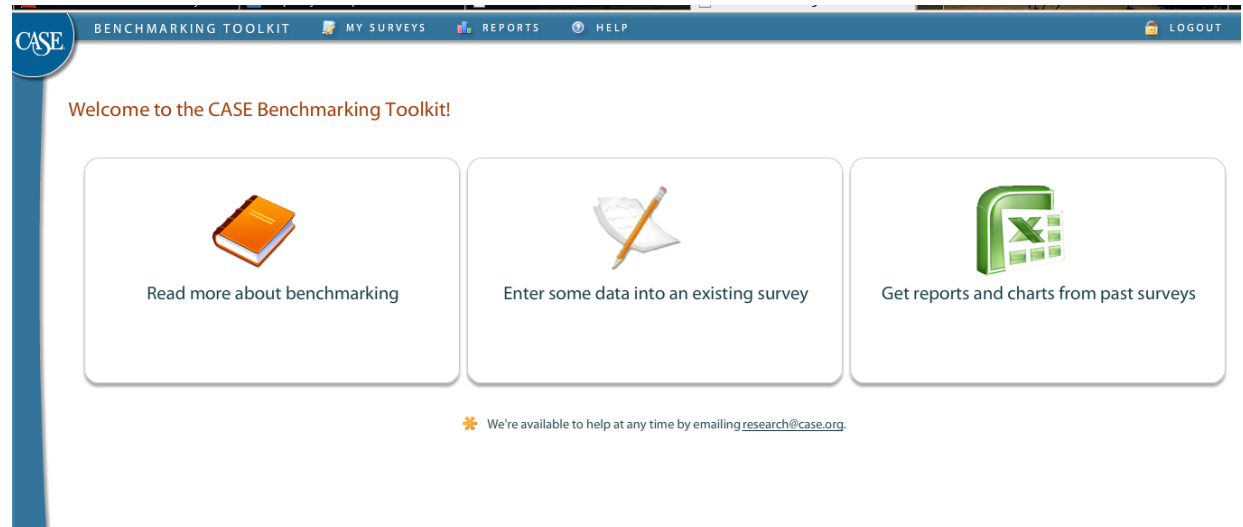 CASE
BENCHMARKING TOOLKIT MY SURVEYS REPORTS HELP LOGOUT
Welcome to the CASE Benchmarking Toolkit!
Read more about benchmarking
Enter some data into an existing survey
Get reports and charts from past surveys
We're available to help at any time by emailing research@case.org.